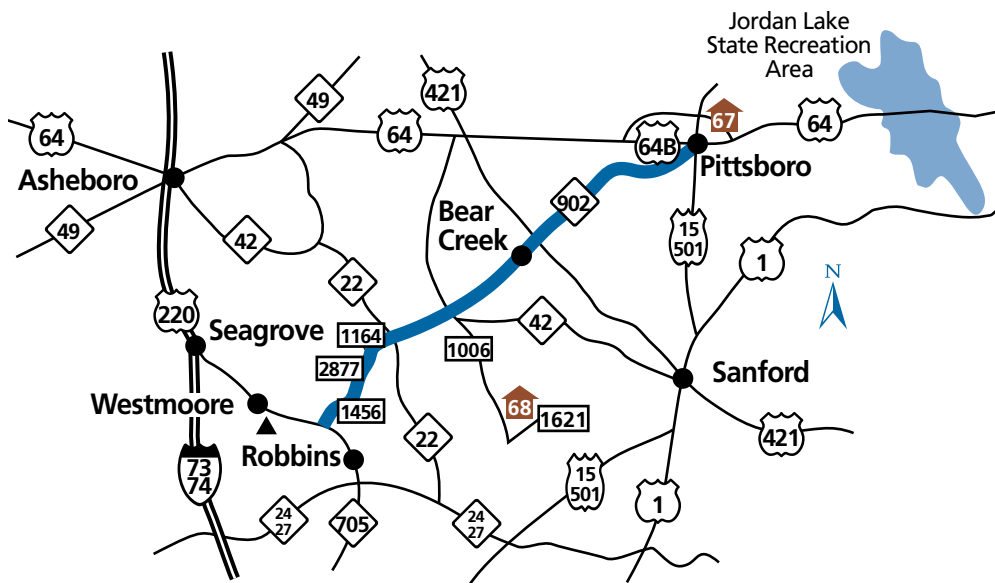 Jordan Lake
State Recreation
Area
49
421
64
64
67
64
64B
Pittsboro
Asheboro
902
Bear
Creek
49
42
15
501
1
N
22
220
Seagrove
1164
42
1006
2877
Sanford
Westmoore
1456
68
1621
22
421
Robbins
73
74
15
501
1
24
27
705
24
27